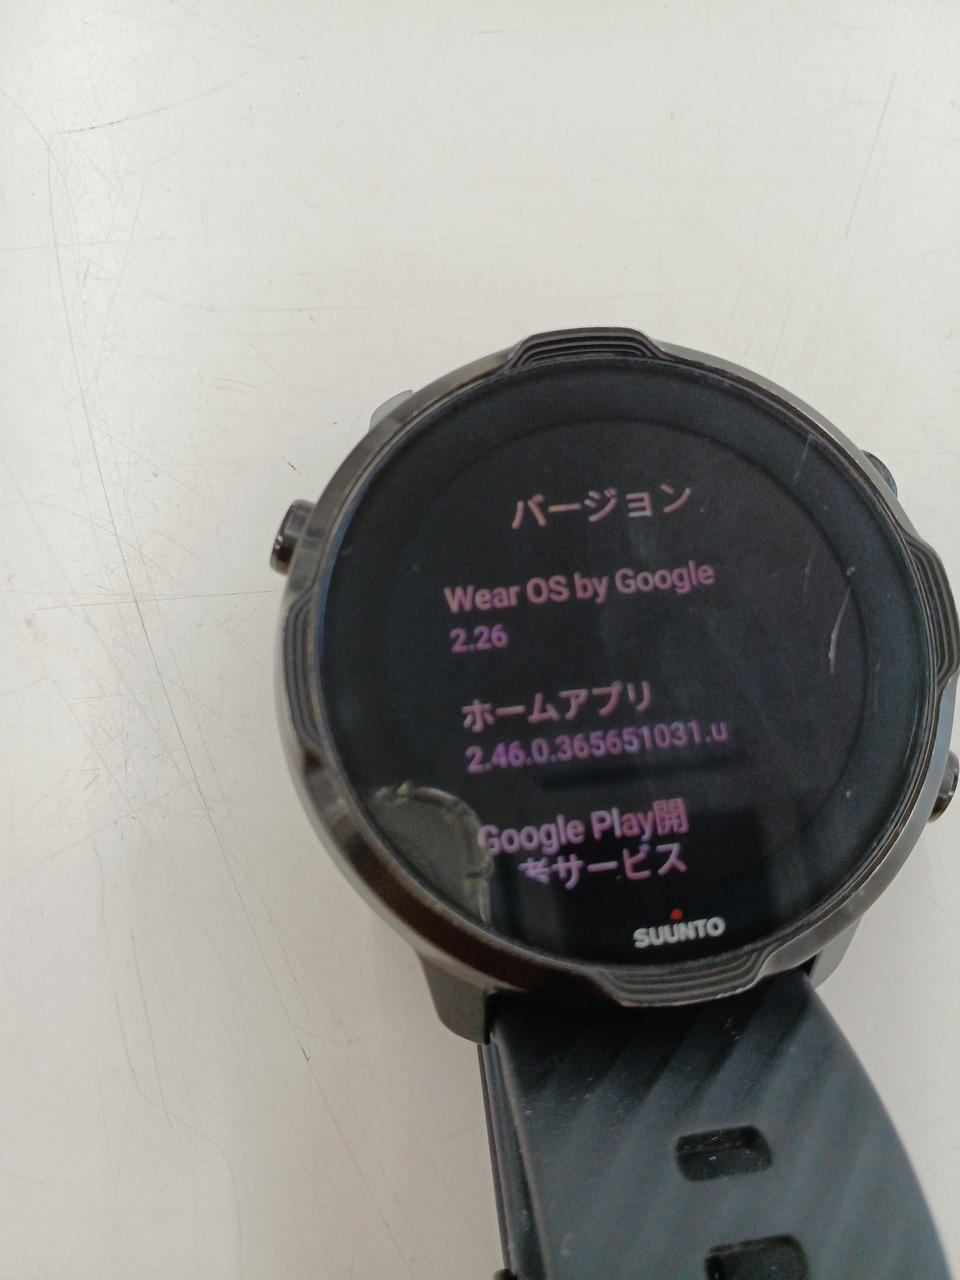 バージョン
Wear OS by Google
2.26
ホームアプリ
2.46.0.365651031.u
Google Play開
者サービス
SUUNTO